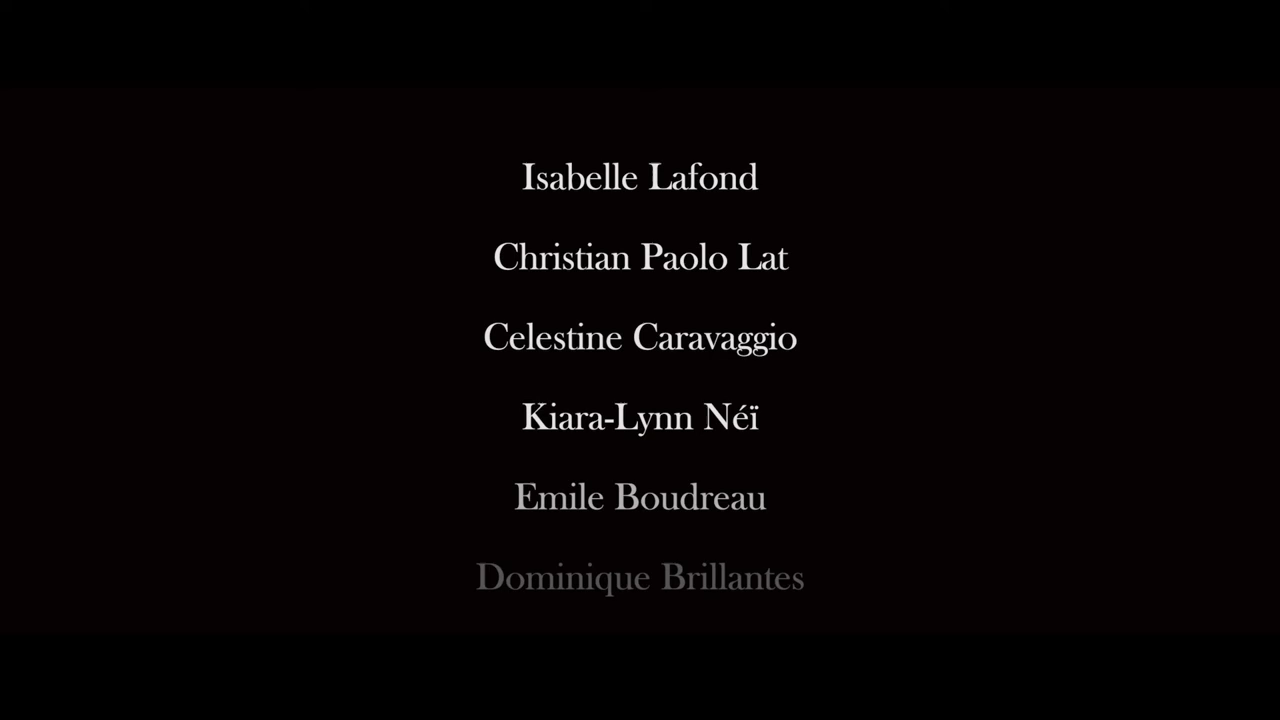 Isabelle Lafond
Christian Paolo Lat
Celestine Caravaggio
Kiara-Lynn Néï
Emile Boudreau
Dominique Brillantes